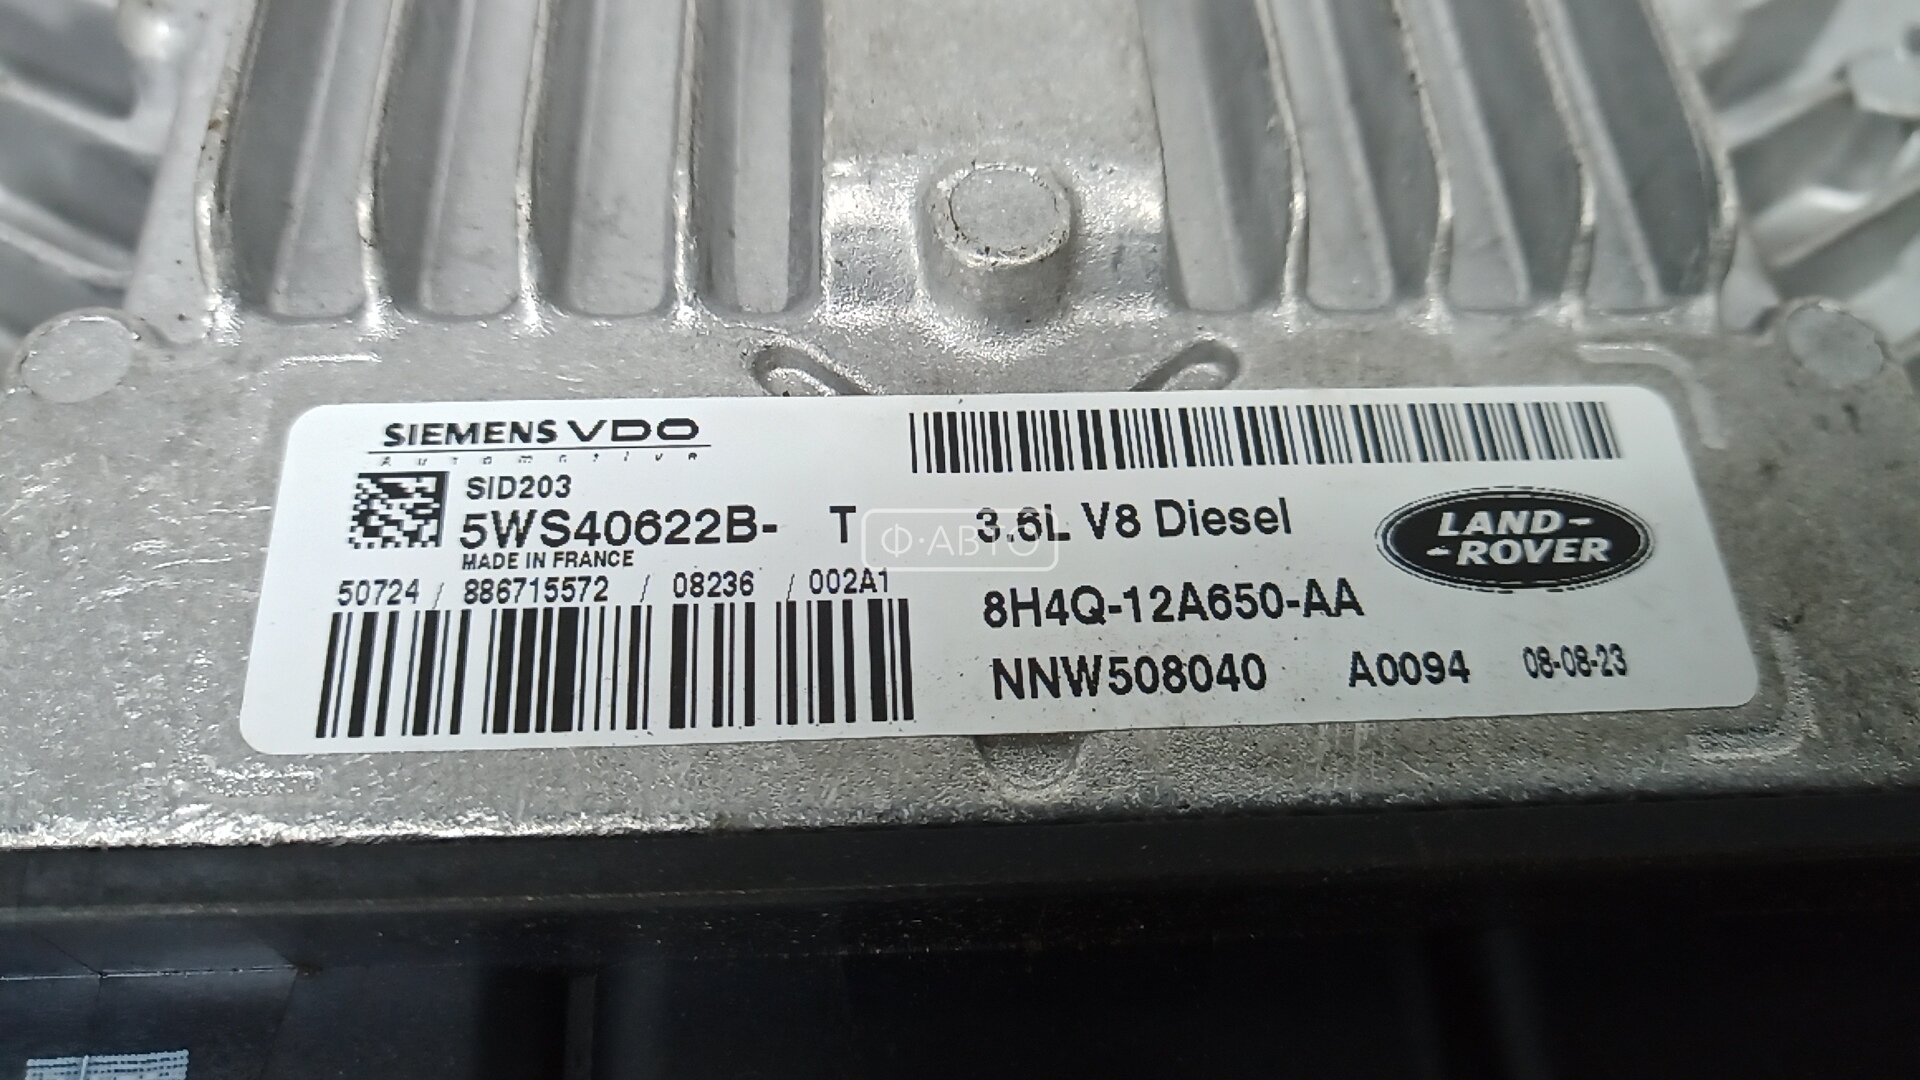 SIEMENS VDO
Automotive
SID203
5WS40622B- T
MADE IN FRANCE
50724 / 886715572 / 08236 / 002A1
3.6L V8 Diesel
LAND-
-ROVER
8H4Q-12A650-AA
NNW508040 A0094 08-08-23
Ф·АВТО